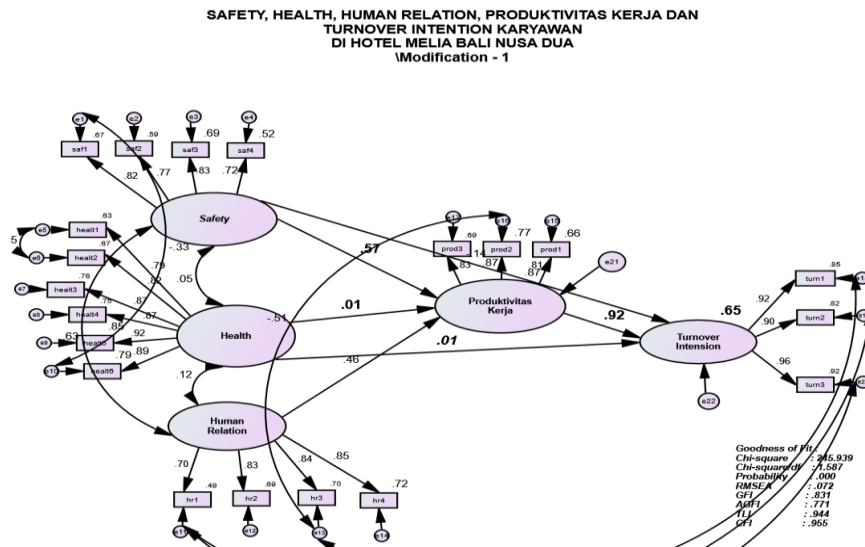 SAFETY, HEALTH, HUMAN RELATION, PRODUKTIVITAS KERJA DAN
TURNOVER INTENTION KARYAWAN
DI HOTEL MELIA BALI NUSA DUA
\Modification - 1
e1 e2 e3 e4
.67 .59 .69 .52
saf1 saf2 saf3 saf4
.82 .77 .83 .72
Safety
e5 health1 .63
5
e6 healt2 .67
e7 healt3 .76
e8 healt4 .76
e9 healt5 .85
e10 healt6 .79
.79
.82
.87
.87
.92
.89
-.33
.05
.63
Health
.12
Human
Relation
.70 .83 .84 .85
hr1 .49 hr2 .69 hr3 .70 hr4 .72
e11 e12 e13 e14
.57
-.14
.01
-.51
.46
.01
.69 .77 .66
prod3 prod2 prod1
.83 .87 .81
.87
e21
Produktivitas
Kerja
.92
.65
Turnover
Intension
e22
.92 turn1 .85
.90 turn2 .82
.96 turn3 .92
Goodness of Fit:
Chi-square : 245.939
Chi-square/df : 1.587
Probability : .000
RMSEA : .072
GFI : .831
AGFI : .771
TLI : .944
CFI : .955